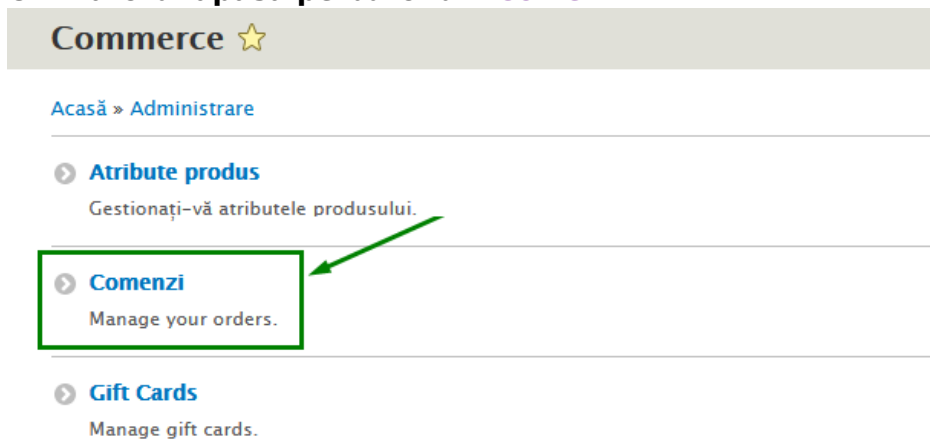 Commerce
Acasă » Administrare
Atribute produs
Gestionați-vă atributele produsului.
Comenzi
Manage your orders.
Gift Cards
Manage gift cards.